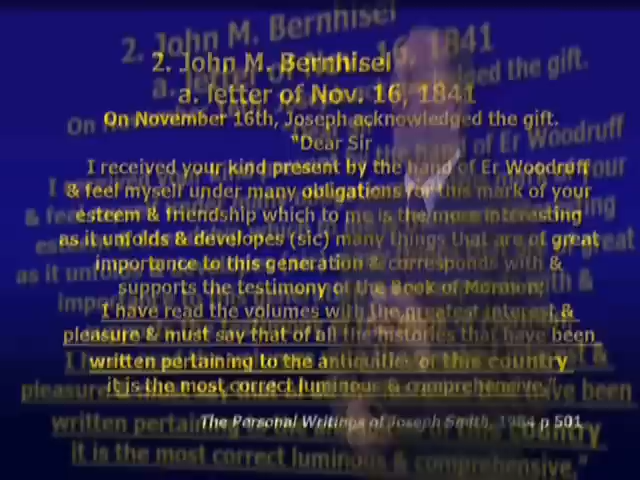 2. John M. Bernhisel
a. letter of Nov. 16, 1841
On November 16th, Joseph acknowledged the gift.
"Dear Sir
I received your kind present by the hand of Er Woodruff
& feel myself under many obligations for this mark of your
esteem & friendship which to me is the more interesting
as it unfolds & developes (sic) many things that are of great
importance to this generation & corresponds with &
supports the testimony of the Book of Mormon;
I have read the volumes with the greatest interest &
pleasure & must say that of all the histories that have been
written pertaining to the antiquities of this country
it is the most correct luminous & comprehensive."
The Personal Writings of Joseph Smith, 1984 p 501